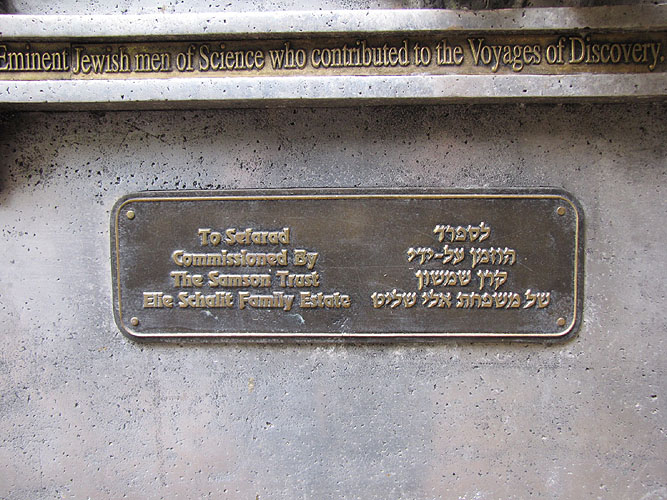 Eminent Jewish men of Science who contributed to the Voyages of Discovery.
To Sefarad
Commissioned By
The Samson Trust
Elie Schalit Family Estate
לספרד
הוזמן על-ידי
קרן שמשון
של משפחת אלי שליט